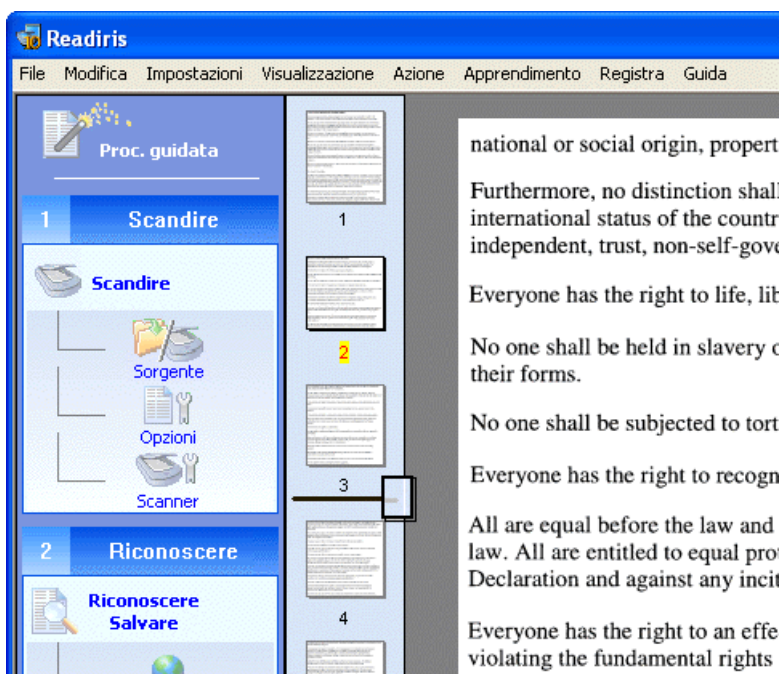 Readiris
File Modifica Impostazioni Visualizzazione Azione Apprendimento Registra Guida
Proc. guidata
1 Scandire
Scandire
Sorgente
Opzioni
Scanner
2 Riconoscere
Riconoscere
Salvare
1
2
3
4
national or social origin, propert
Furthermore, no distinction shall
international status of the countr
independent, trust, non-self-gove
Everyone has the right to life, lib
No one shall be held in slavery o
their forms.
No one shall be subjected to tort
Everyone has the right to recogn
All are equal before the law and
law. All are entitled to equal pro
Declaration and against any incit
Everyone has the right to an effe
violating the fundamental rights